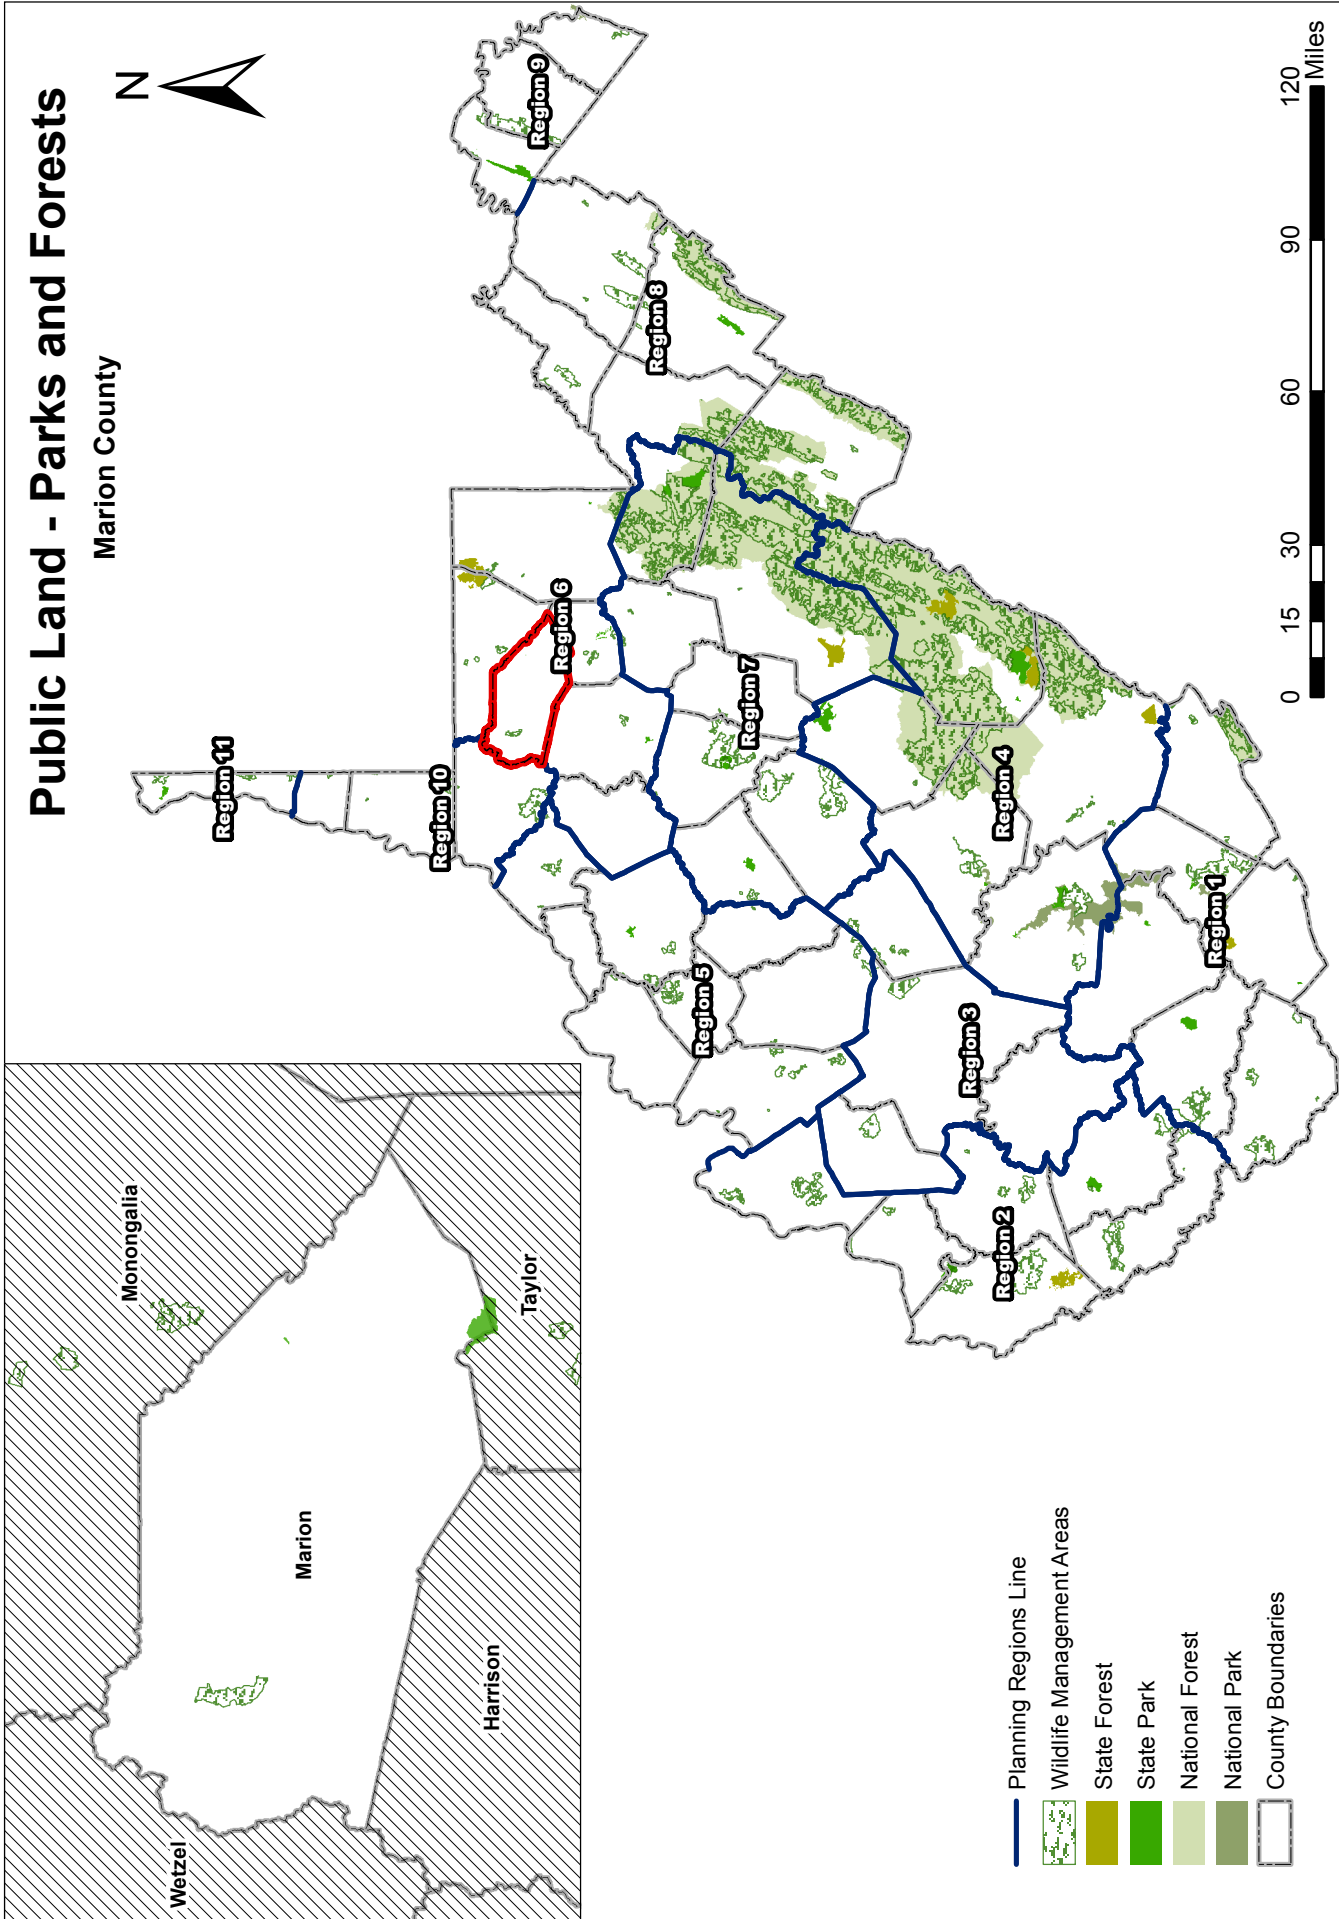 Public Land - Parks and Forests
Marion County
N
Monongalia
Wetzel
Marion
Harrison
Taylor
Region 11
Region 10
Region 9
Region 6
Region 8
Region 5
Region 7
Region 3
Region 4
Region 2
Region 1
Planning Regions Line
Wildlife Management Areas
State Forest
State Park
National Forest
National Park
County Boundaries
0 15 30 60 90 120
Miles